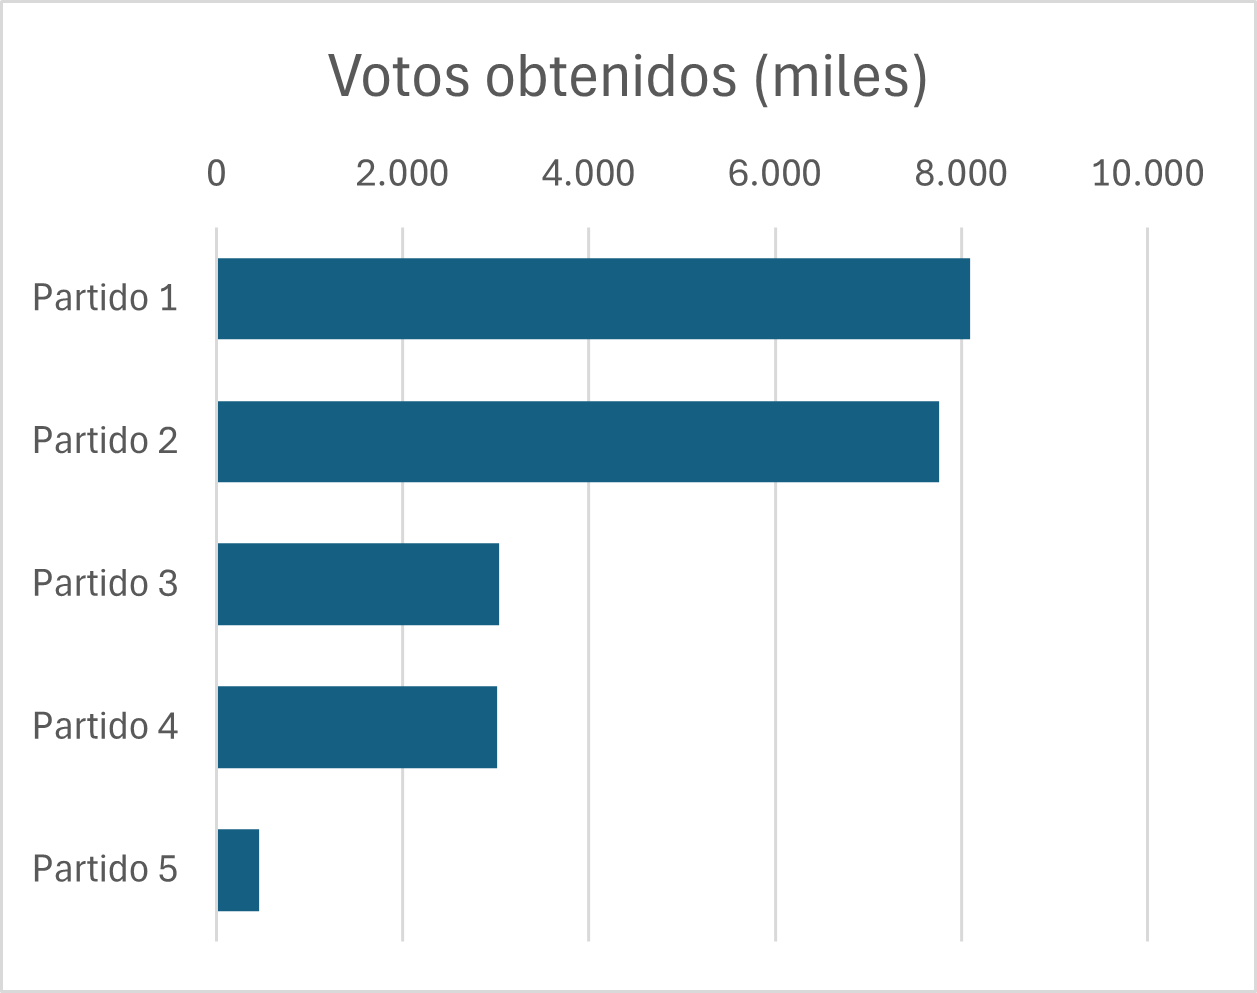 Votos obtenidos (miles)
0 2.000 4.000 6.000 8.000 10.000
Partido 1
Partido 2
Partido 3
Partido 4
Partido 5